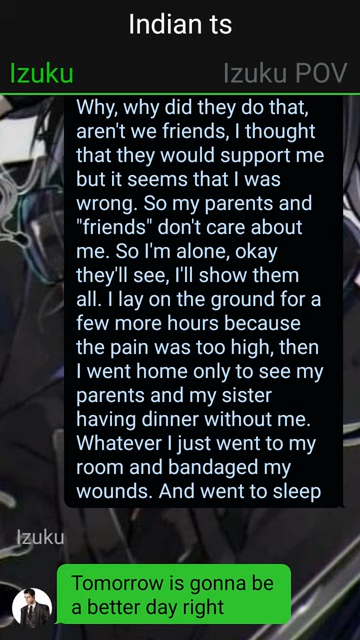 Indian ts
Izuku Izuku POV
Why, why did they do that,
aren't we friends, I thought
that they would support me
but it seems that I was
wrong. So my parents and
"friends" don't care about
me. So I'm alone, okay
they'll see, I'll show them
all. I lay on the ground for a
few more hours because
the pain was too high, then
I went home only to see my
parents and my sister
having dinner without me.
Whatever I just went to my
room and bandaged my
wounds. And went to sleep
Izuku
Tomorrow is gonna be
a better day right